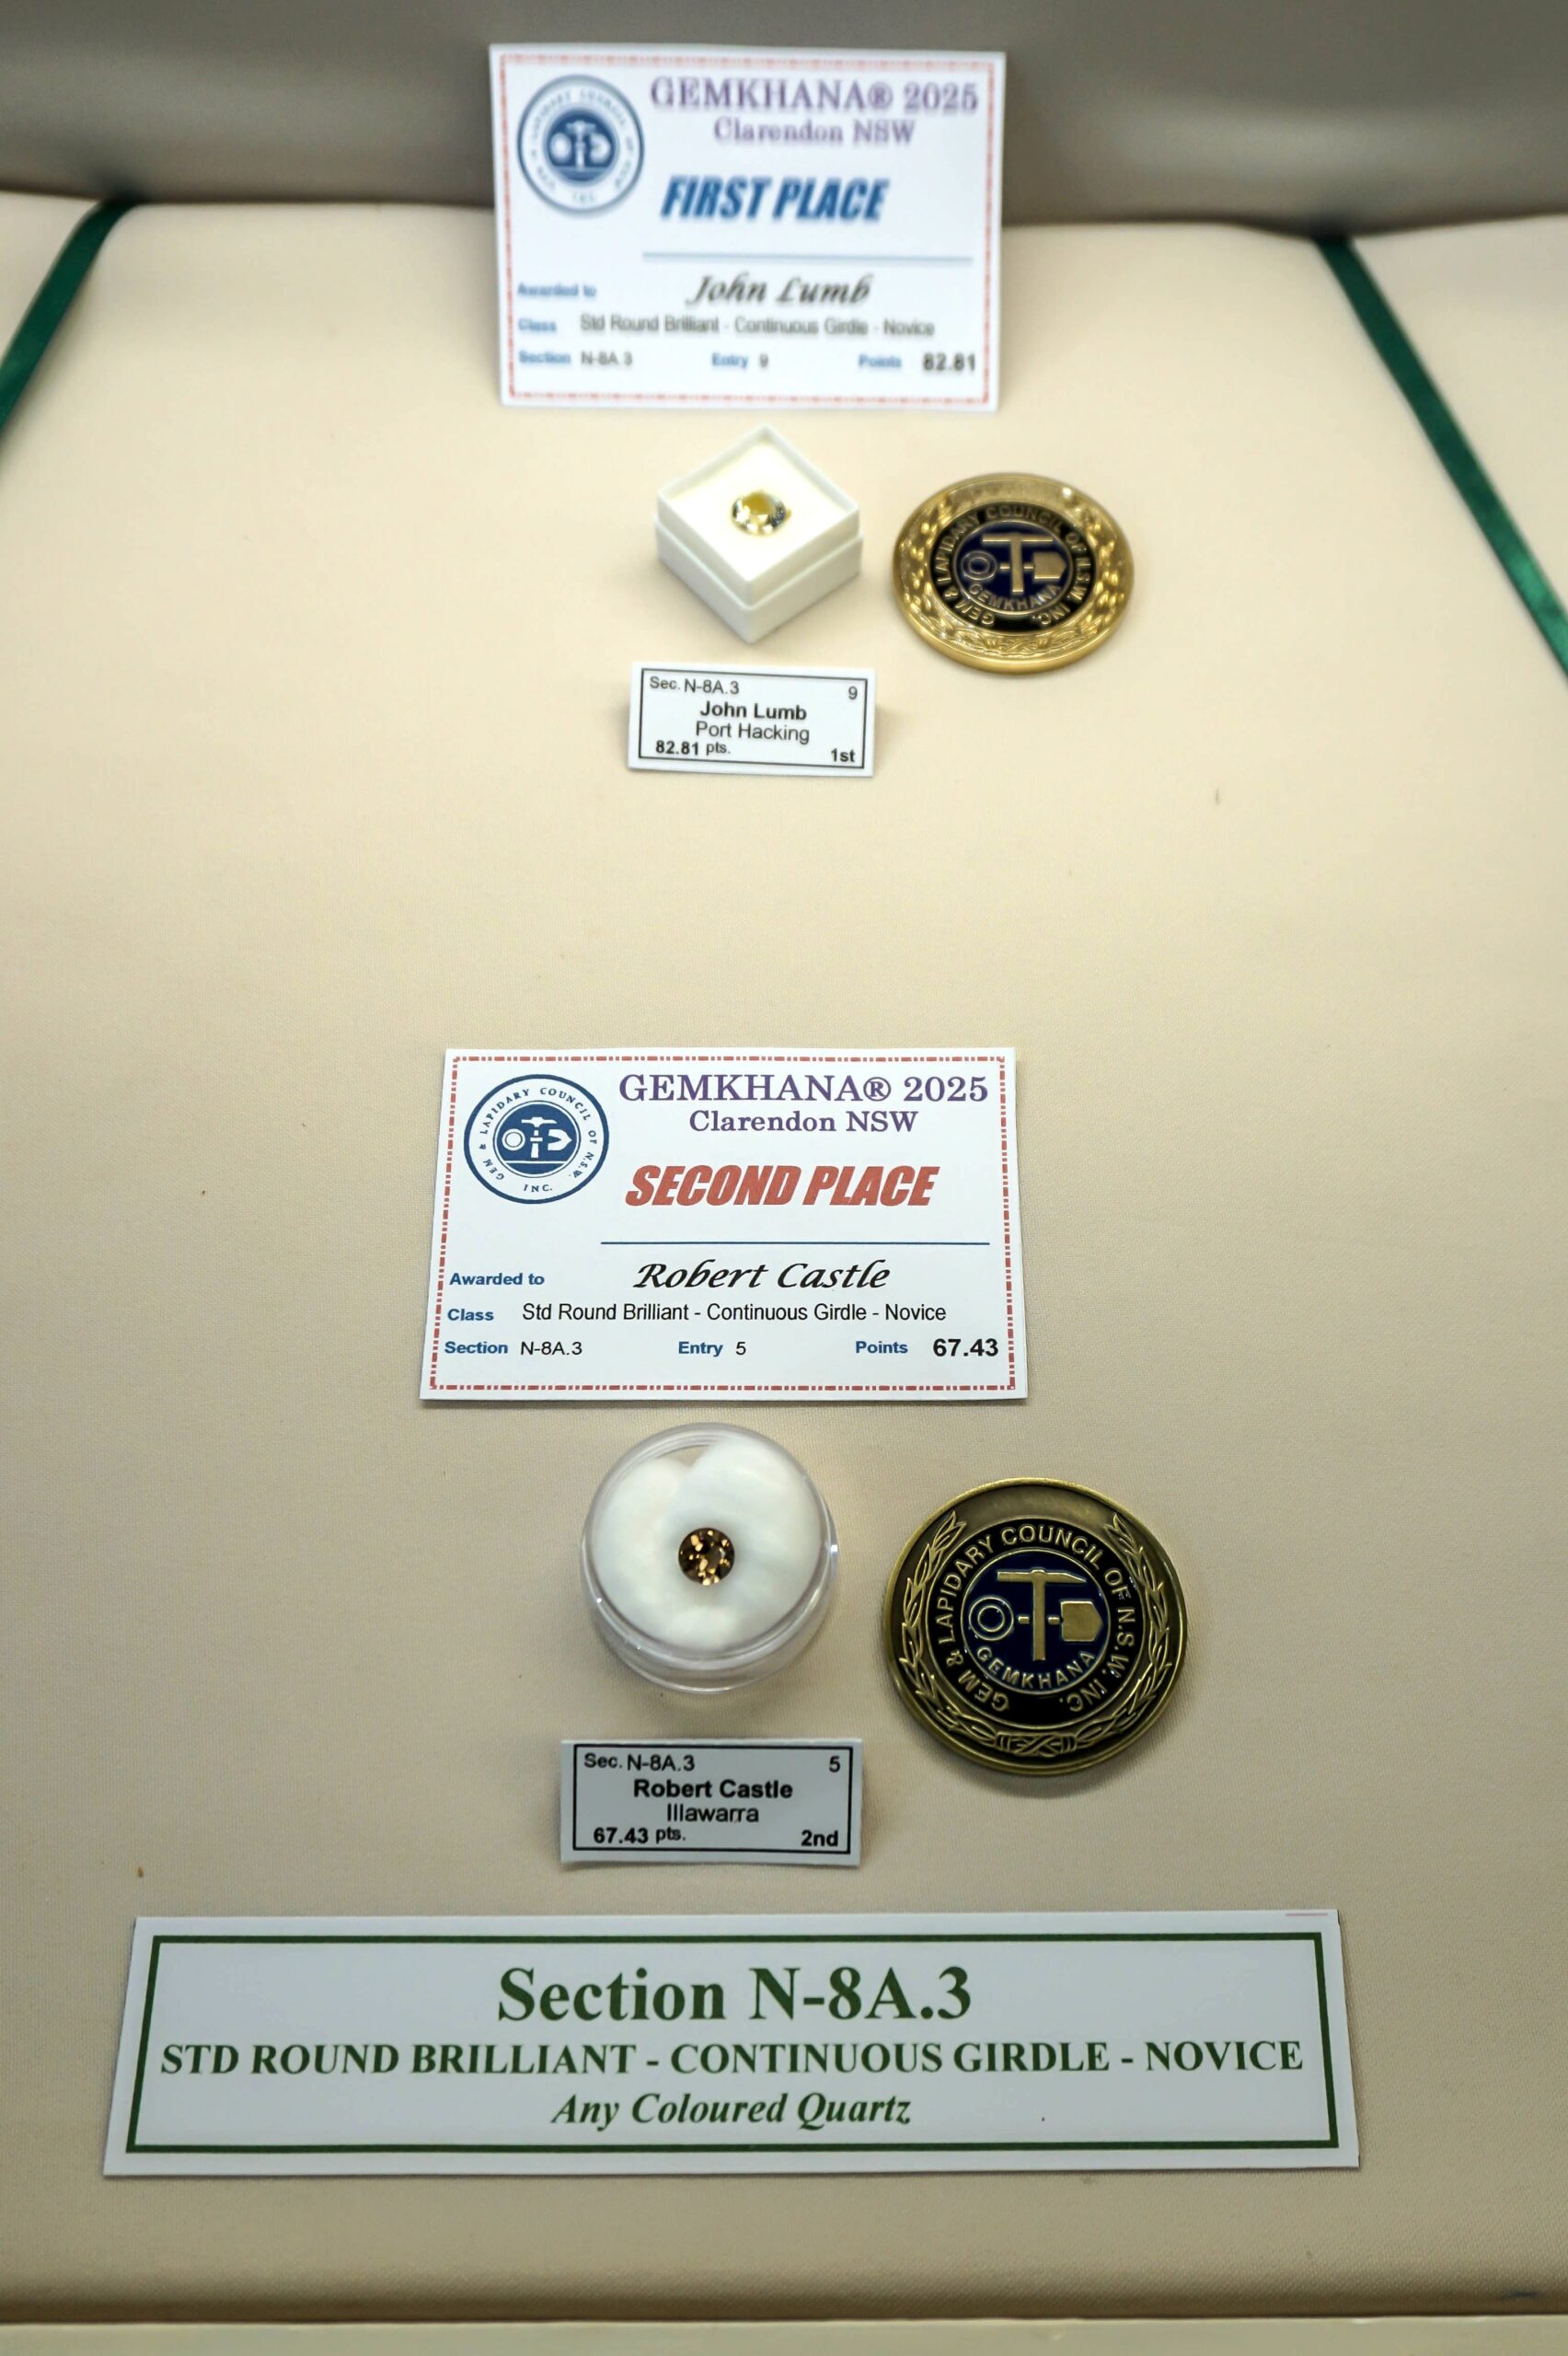 GEMKHANA® 2025
Clarendon NSW
FIRST PLACE
Awarded to John Lumb
Class Std Round Brilliant - Continuous Girdle - Novice
Section N-8A.3 Entry 9 Points 82.81
GEM & LAPIDARY COUNCIL OF N.S.W. INC.
GEMKHANA
Sec. N-8A.3 9
John Lumb
Port Hacking
82.81 pts. 1st
GEM & LAPIDARY COUNCIL OF N.S.W. INC.
GEMKHANA® 2025
Clarendon NSW
SECOND PLACE
Awarded to Robert Castle
Class Std Round Brilliant - Continuous Girdle - Novice
Section N-8A.3 Entry 5 Points 67.43
GEM & LAPIDARY COUNCIL OF N.S.W. INC.
GEMKHANA
Sec. N-8A.3 5
Robert Castle
Illawarra
67.43 pts. 2nd
Section N-8A.3
STD ROUND BRILLIANT - CONTINUOUS GIRDLE - NOVICE
Any Coloured Quartz